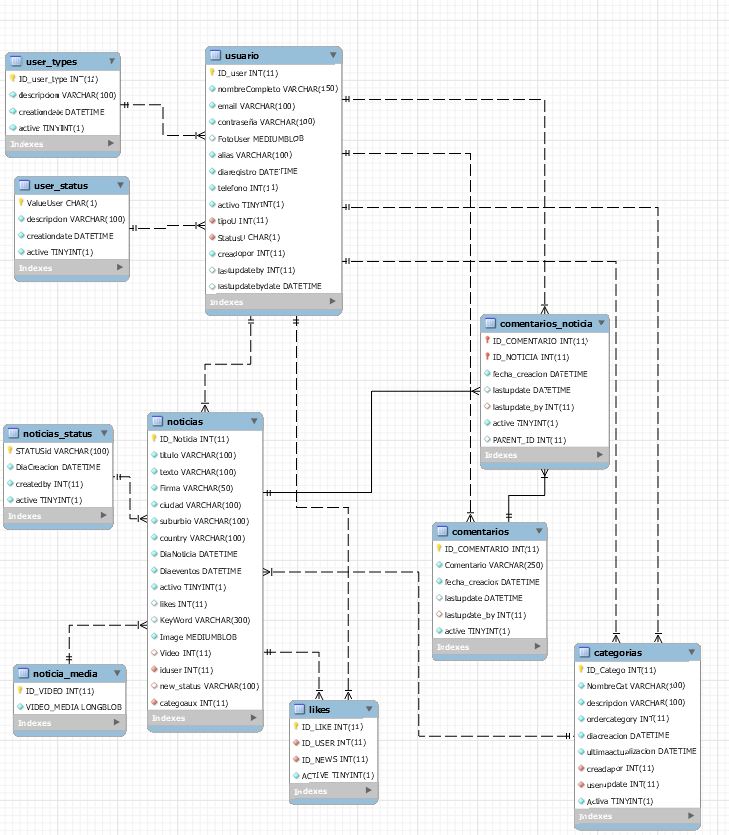 user_types
ID_user_type INT(11)
descripcion VARCHAR(100)
creationdate DATETIME
active TINYINT(1)
Indexes
user_status
ValueUser CHAR(1)
descripcion VARCHAR(100)
creationdate DATETIME
active TINYINT(1)
Indexes
usuario
ID_user INT(11)
nombreCompleto VARCHAR(150)
email VARCHAR(100)
contraseña VARCHAR(100)
FotoUser MEDIUMBLOB
alias VARCHAR(100)
diaregistro DATETIME
telefono INT(11)
activo TINYINT(1)
tipoU INT(11)
StatusU CHAR(1)
creadopor INT(11)
lastupdateby INT(11)
lastupdatebydate DATETIME
Indexes
comentarios_noticia
ID_COMENTARIO INT(11)
ID_NOTICIA INT(11)
fecha_creacion DATETIME
lastupdate DATETIME
lastupdate_by INT(11)
active TINYINT(1)
PARENT_ID INT(11)
Indexes
noticias_status
STATUSid VARCHAR(100)
DiaCreacion DATETIME
createdby INT(11)
active TINYINT(1)
Indexes
noticias
ID_Noticia INT(11)
titulo VARCHAR(100)
texto VARCHAR(100)
Firma VARCHAR(50)
ciudad VARCHAR(100)
suburbio VARCHAR(100)
country VARCHAR(100)
DiaNoticia DATETIME
Diaeventos DATETIME
activo TINYINT(1)
likes INT(11)
KeyWord VARCHAR(300)
Image MEDIUMBLOB
Video INT(11)
iduser INT(11)
new_status VARCHAR(100)
categoaux INT(11)
Indexes
comentarios
ID_COMENTARIO INT(11)
Comentario VARCHAR(250)
fecha_creacion DATETIME
lastupdate DATETIME
lastupdate_by INT(11)
active TINYINT(1)
Indexes
noticia_media
ID_VIDEO INT(11)
VIDEO_MEDIA LONGBLOB
Indexes
likes
ID_LIKE INT(11)
ID_USER INT(11)
ID_NEWS INT(11)
ACTIVE TINYINT(1)
Indexes
categorias
ID_Catego INT(11)
NombreCat VARCHAR(100)
descripcion VARCHAR(100)
ordercategory INT(11)
diacreacion DATETIME
ultimaactualizacion DATETIME
creadapor INT(11)
userupdate INT(11)
Activa TINYINT(1)
Indexes